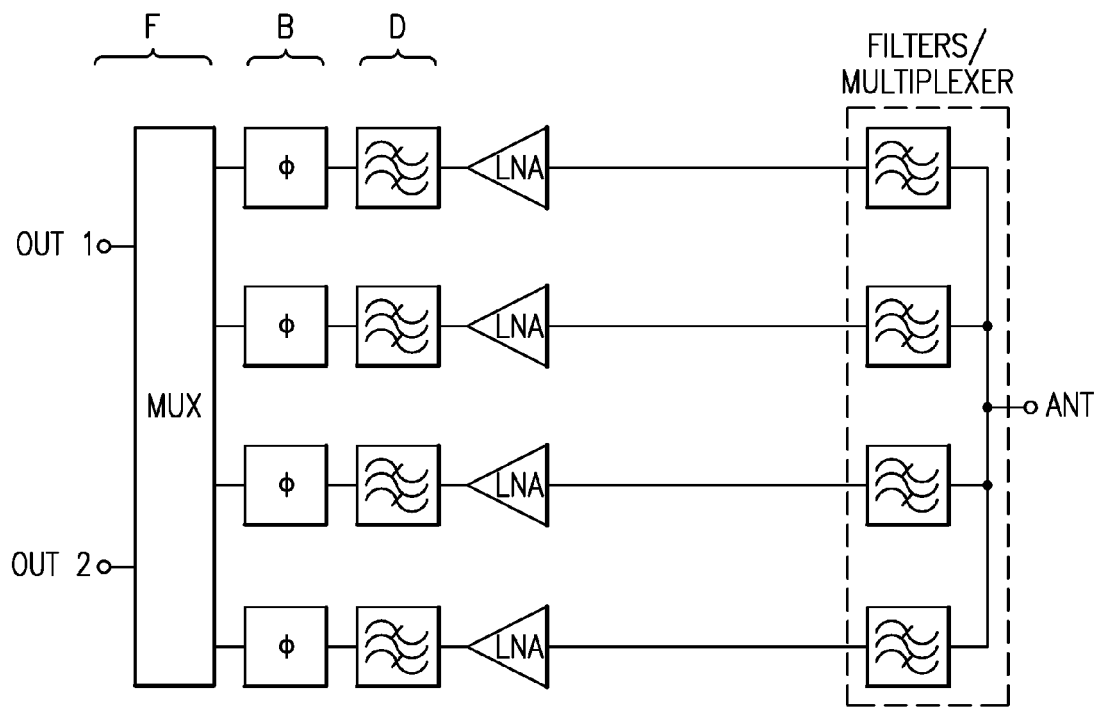 F B D
FILTERS/
MULTIPLEXER
ϕ LNA
OUT 1
ϕ LNA
MUX
ANT
ϕ LNA
OUT 2
ϕ LNA